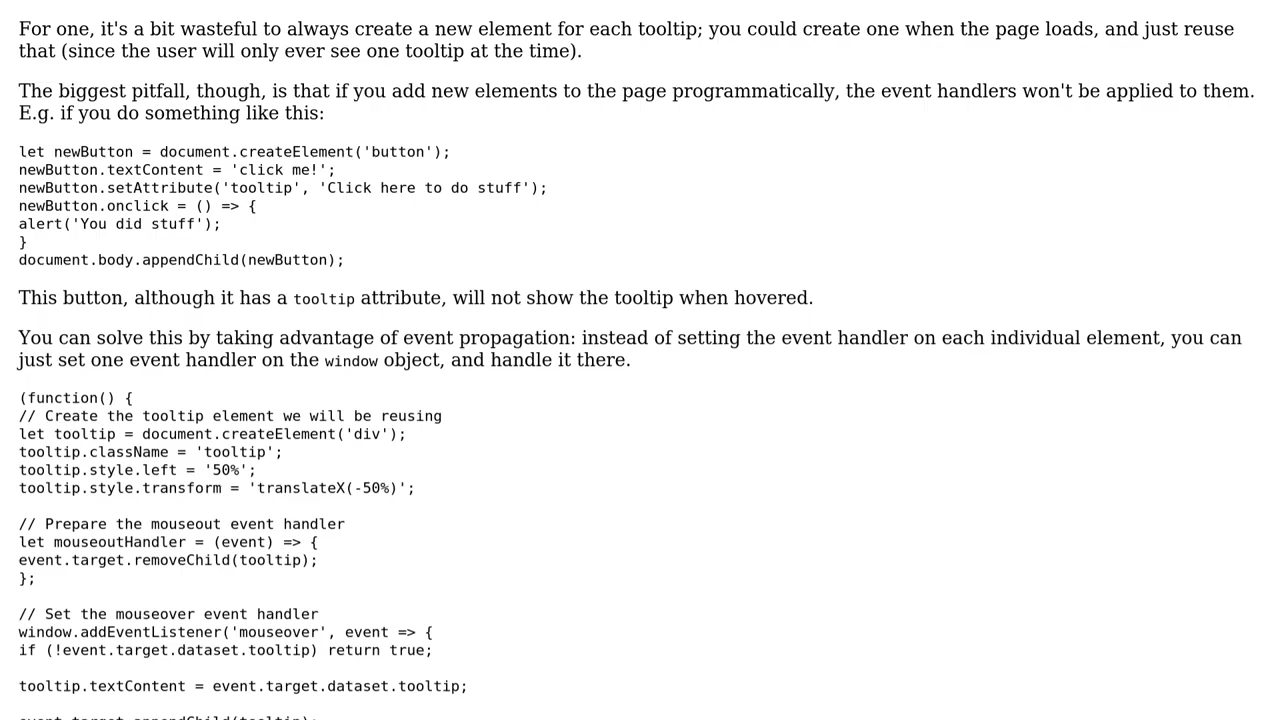 For one, it's a bit wasteful to always create a new element for each tooltip; you could create one when the page loads, and just reuse
that (since the user will only ever see one tooltip at the time).
The biggest pitfall, though, is that if you add new elements to the page programmatically, the event handlers won't be applied to them.
E.g. if you do something like this:
let newButton = document.createElement('button');
newButton.textContent = 'click me!';
newButton.setAttribute('tooltip', 'Click here to do stuff');
newButton.onclick = () => {
alert('You did stuff');
}
document.body.appendChild(newButton);
This button, although it has a tooltip attribute, will not show the tooltip when hovered.
You can solve this by taking advantage of event propagation: instead of setting the event handler on each individual element, you can
just set one event handler on the window object, and handle it there.
(function() {
// Create the tooltip element we will be reusing
let tooltip = document.createElement('div');
tooltip.className = 'tooltip';
tooltip.style.left = '50%';
tooltip.style.transform = 'translateX(-50%)';
// Prepare the mouseout event handler
let mouseoutHandler = (event) => {
event.target.removeChild(tooltip);
};
// Set the mouseover event handler
window.addEventListener('mouseover', event => {
if (!event.target.dataset.tooltip) return true;
tooltip.textContent = event.target.dataset.tooltip;
event.target.appendChild(tooltip);